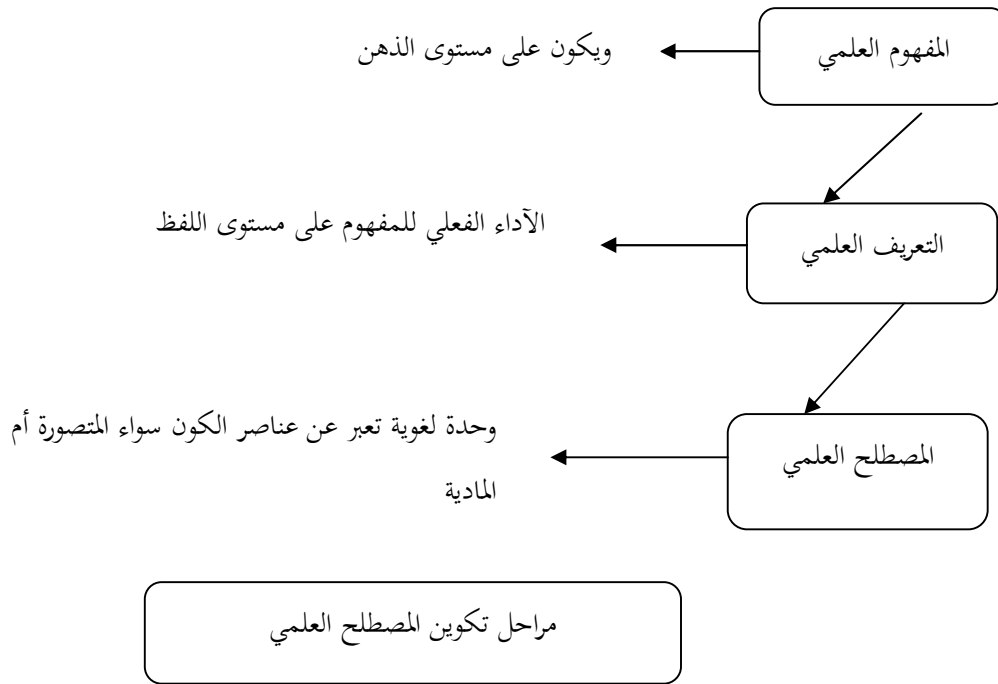 المفهوم العلمي
ويكون على مستوى الذهن
التعريف العلمي
الآداء الفعلي للمفهوم على مستوى اللفظ
المصطلح العلمي
وحدة لغوية تعبر عن عناصر الكون سواء المتصورة أم
المادية
مراحل تكوين المصطلح العلمي